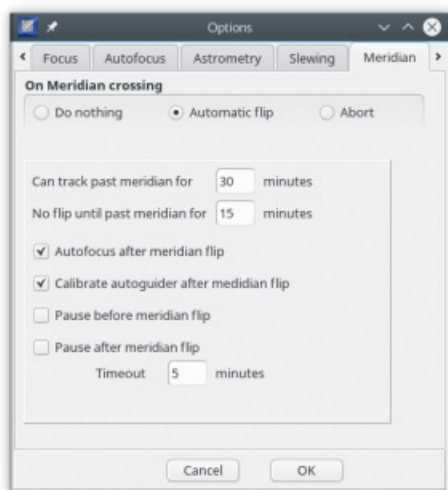 Options
Focus Autofocus Astrometry Slewing Meridian
On Meridian crossing
Do nothing Automatic flip Abort
Can track past meridian for 30 minutes
No flip until past meridian for 15 minutes
Autofocus after meridian flip
Calibrate autoguider after medidian flip
Pause before meridian flip
Pause after meridian flip
Timeout 5 minutes
Cancel OK